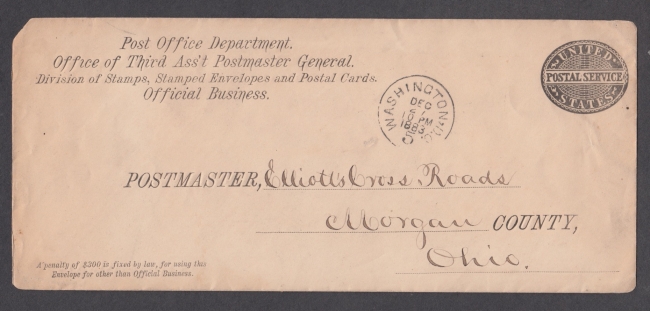 Post Office Department.
Office of Third Ass't Postmaster General.
Division of Stamps, Stamped Envelopes and Postal Cards.
Official Business.
UNITED
POSTAL SERVICE
STATES
WASHINGTON
DEC
PM
POSTMASTER, Elliott's Cross Roads
Morgan COUNTY,
Ohio.
A penalty of $300 is fixed by law, for using this
Envelope for other than Official Business.